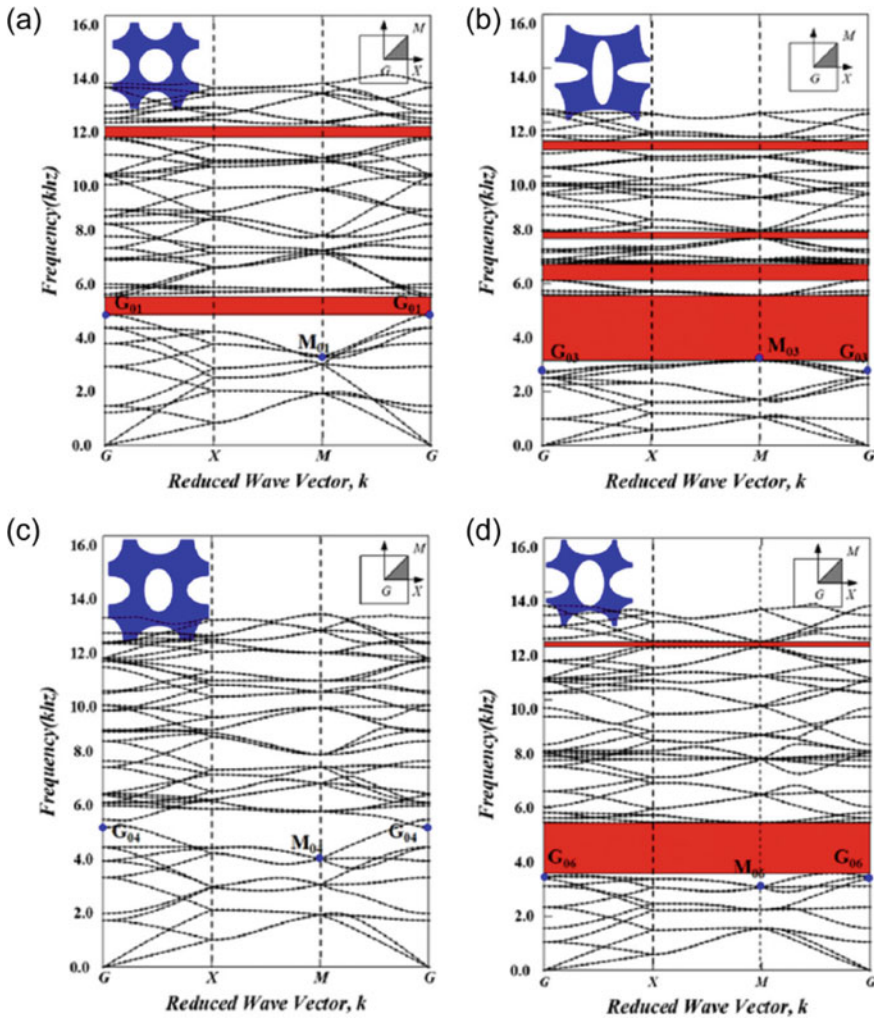 (a)
16.0
14.0
12.0
10.0
8.0
6.0
4.0
2.0
0.0
Frequency(khz)
M
G
X
G01
G01
M01
G
X
M
G
Reduced Wave Vector, k
(b)
16.0
14.0
12.0
10.0
8.0
6.0
4.0
2.0
0.0
Frequency(khz)
M
G
X
G03
M03
G03
G
X
M
G
Reduced Wave Vector, k
(c)
16.0
14.0
12.0
10.0
8.0
6.0
4.0
2.0
0.0
Frequency(khz)
M
G
X
G04
M04
G04
G
X
M
G
Reduced Wave Vector, k
(d)
16.0
14.0
12.0
10.0
8.0
6.0
4.0
2.0
0.0
Frequency(khz)
M
G
X
G06
M06
G06
G
X
M
G
Reduced Wave Vector, k